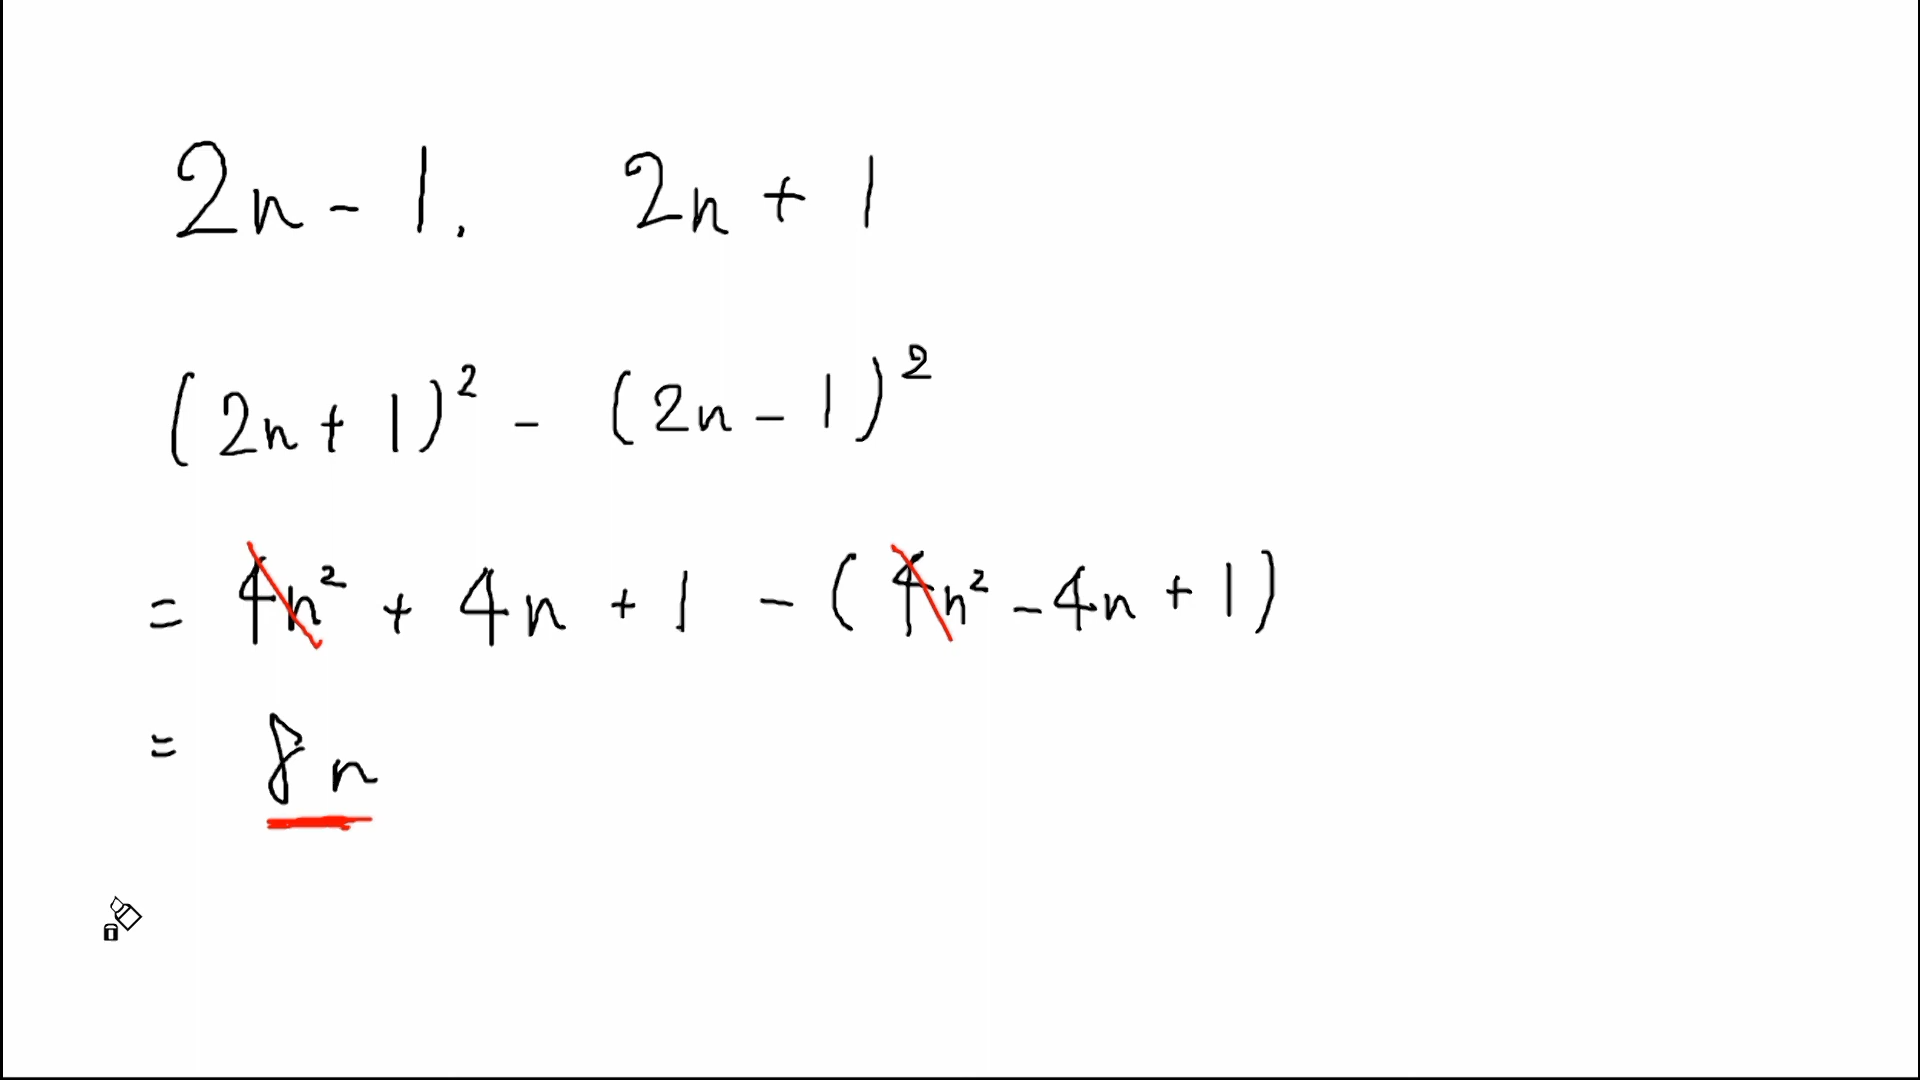 2n - 1. 2n + 1
(2n + 1)² - (2n - 1)²
= 4n² + 4n + 1 - (4n² - 4n + 1)
= 8n